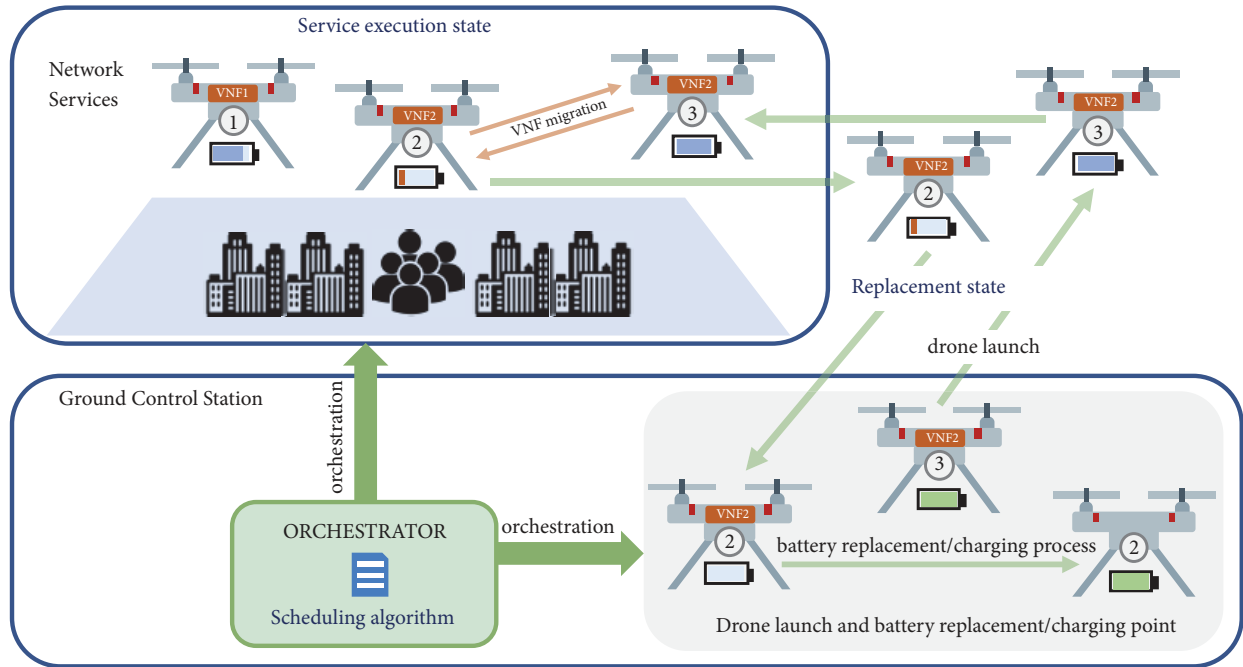 Service execution state
Network
Services
VNF1
1
VNF2
2
VNF migration
VNF2
3
VNF2
3
VNF2
2
Replacement state
drone launch
orchestration
Ground Control Station
ORCHESTRATOR
Scheduling algorithm
orchestration
VNF2
3
VNF2
2
battery replacement/charging process
2
Drone launch and battery replacement/charging point